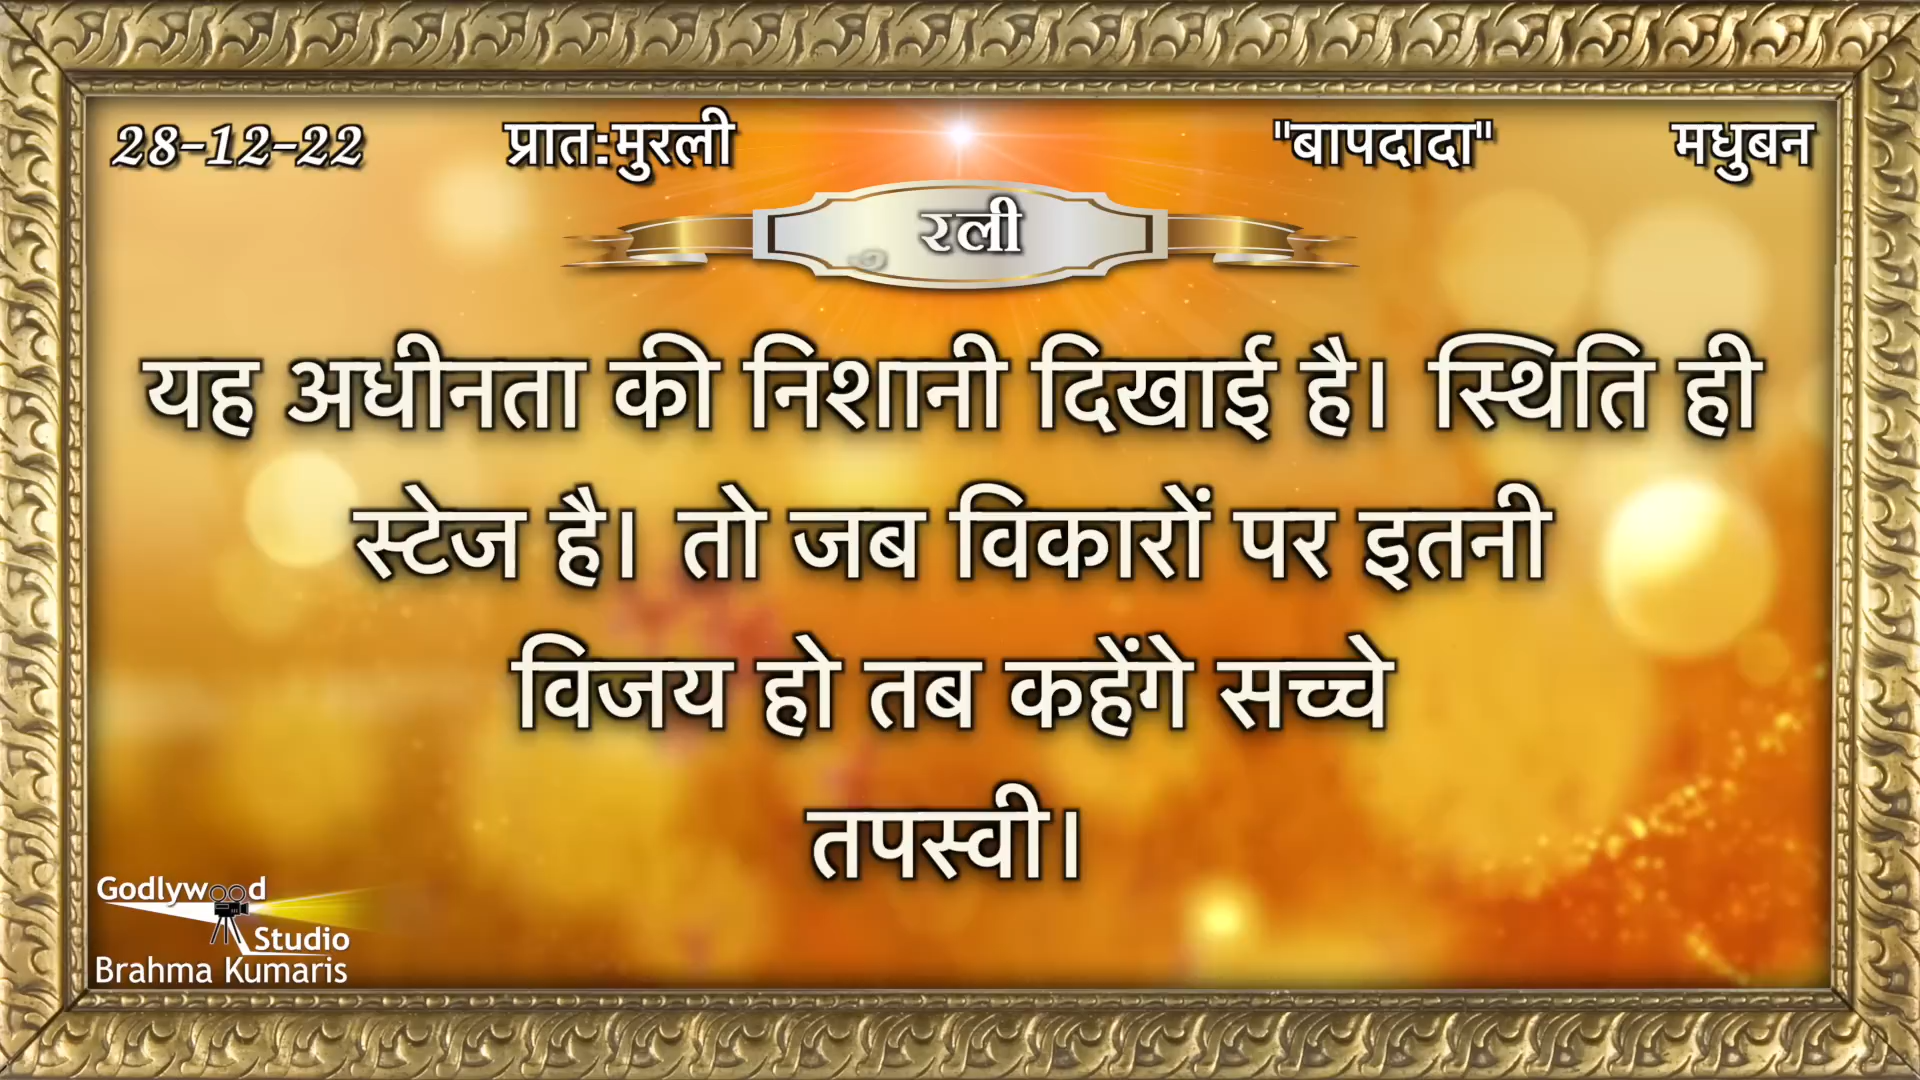 28-12-22 प्रात:मुरली "बापदादा" मधुबन
रली
यह अधीनता की निशानी दिखाई है। स्थिति ही
स्टेज है। तो जब विकारों पर इतनी
विजय हो तब कहेंगे सच्चे
तपस्वी।
Godlywood
Studio
Brahma Kumaris